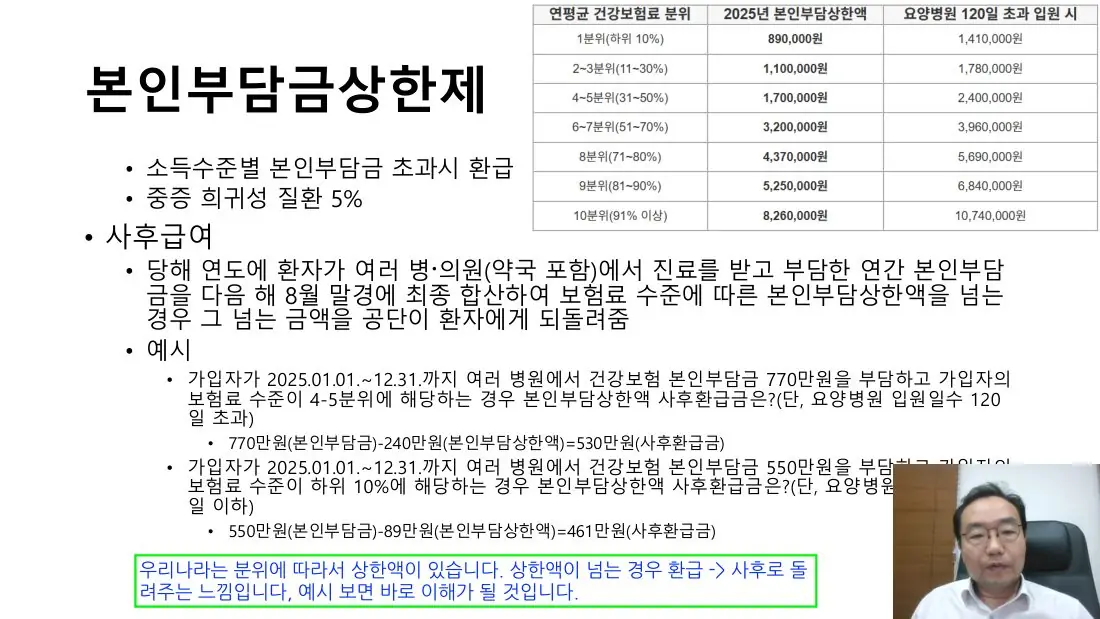 본인부담금상한제
연평균 건강보험료 분위 2025년 본인부담상한액 요양병원 120일 초과 입원 시
1분위(하위 10%) 890,000원 1,410,000원
2~3분위(11~30%) 1,100,000원 1,780,000원
4~5분위(31~50%) 1,700,000원 2,400,000원
6~7분위(51~70%) 3,200,000원 3,960,000원
8분위(71~80%) 4,370,000원 5,690,000원
9분위(81~90%) 5,250,000원 6,840,000원
10분위(91% 이상) 8,260,000원 10,740,000원
• 소득수준별 본인부담금 초과시 환급
• 중증 희귀성 질환 5%
• 사후급여
• 당해 연도에 환자가 여러 병·의원(약국 포함)에서 진료를 받고 부담한 연간 본인부담
금을 다음 해 8월 말경에 최종 합산하여 보험료 수준에 따른 본인부담상한액을 넘는
경우 그 넘는 금액을 공단이 환자에게 되돌려줌
• 예시
• 가입자가 2025.01.01.~12.31.까지 여러 병원에서 건강보험 본인부담금 770만원을 부담하고 가입자의
보험료 수준이 4-5분위에 해당하는 경우 본인부담상한액 사후환급금은?(단, 요양병원 입원일수 120
일 초과)
• 770만원(본인부담금)-240만원(본인부담상한액)=530만원(사후환급금)
• 가입자가 2025.01.01.~12.31.까지 여러 병원에서 건강보험 본인부담금 550만원을
보험료 수준이 하위 10%에 해당하는 경우 본인부담상한액 사후환급금은?(단, 요양병원
일 이하)
• 550만원(본인부담금)-89만원(본인부담상한액)=461만원(사후환급금)
우리나라는 분위에 따라서 상한액이 있습니다. 상한액이 넘는 경우 환급 -> 사후로 돌
려주는 느낌입니다, 예시 보면 바로 이해가 될 것입니다.